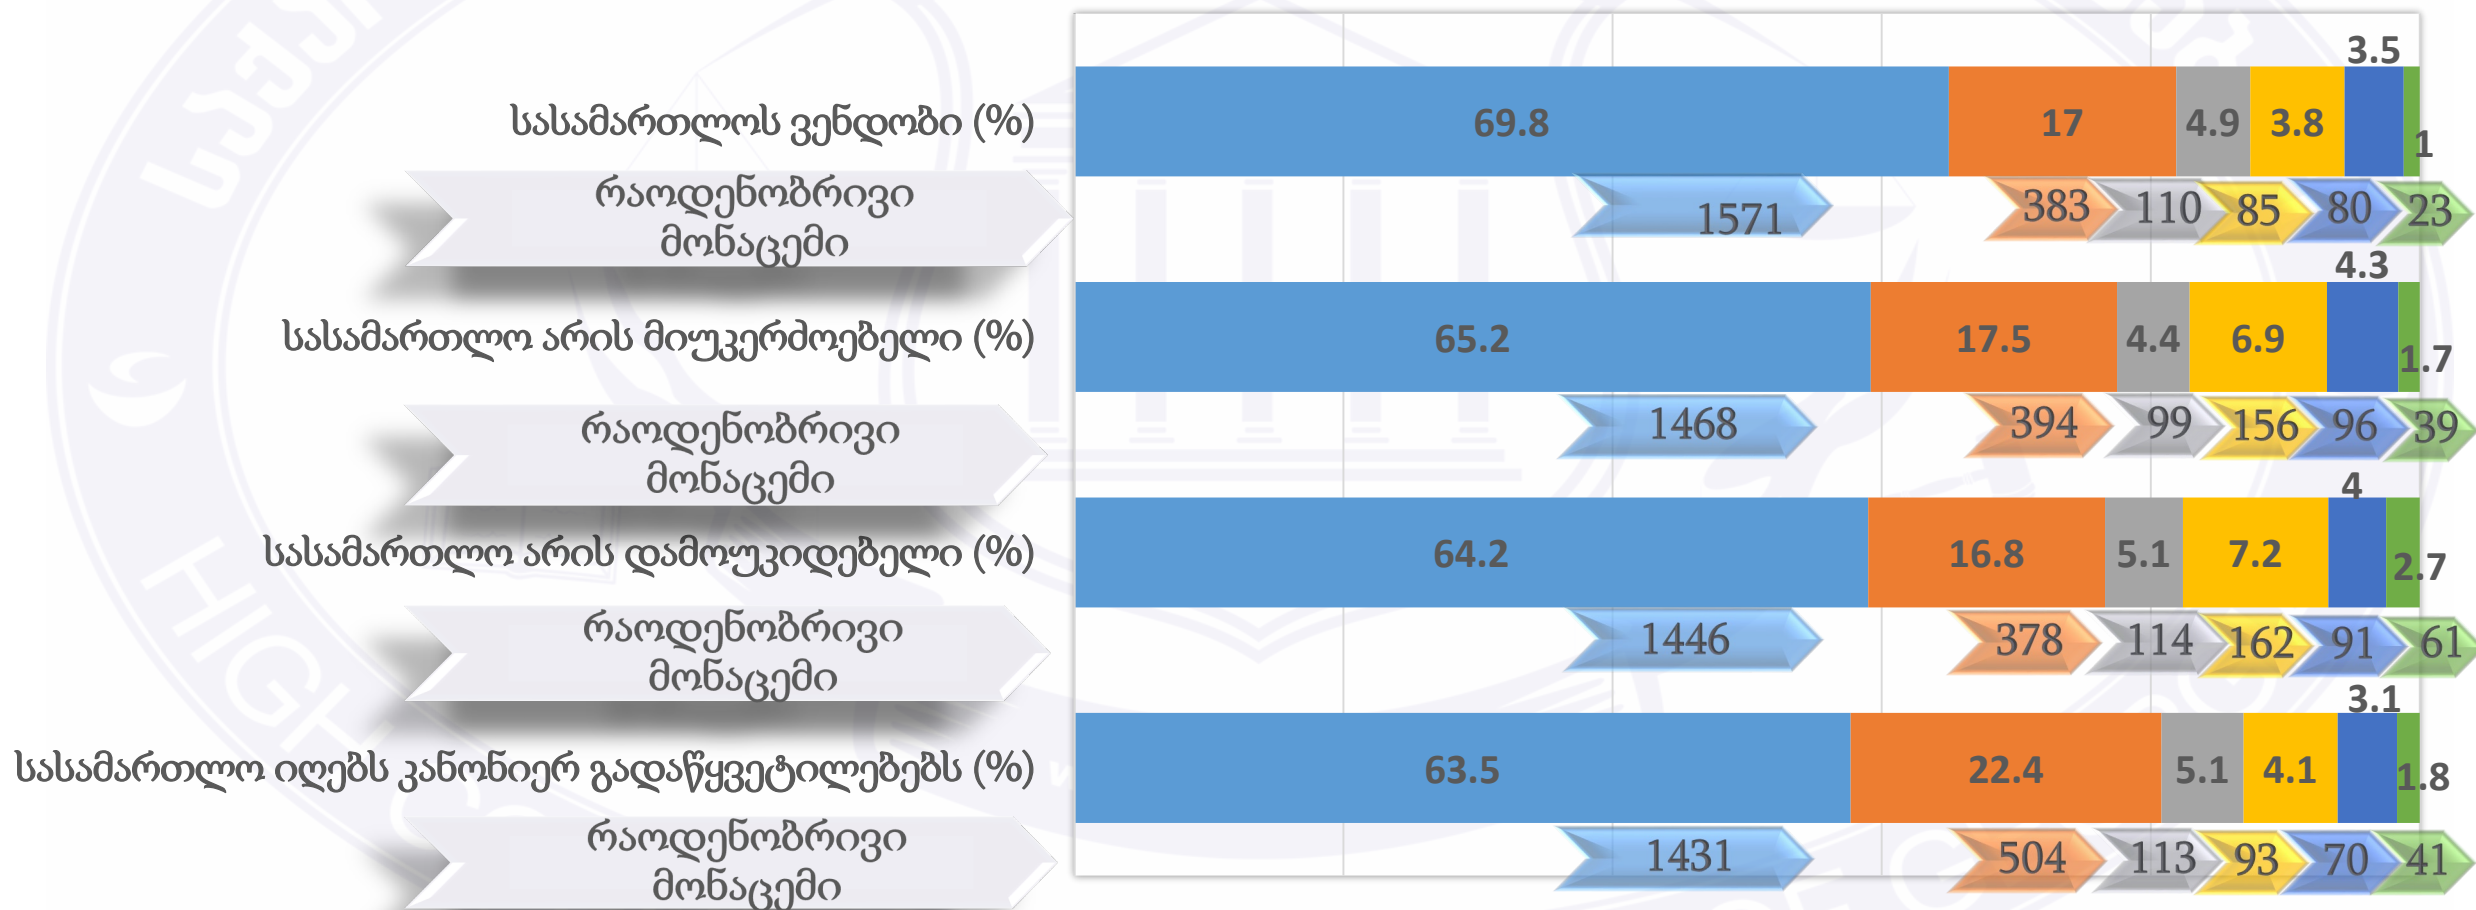 3.5
სასამართლოს ვენდობი (%) 69.8 17 4.9 3.8 1
რაოდენობრივი
მონაცემი
1571 383 110 85 80 23
4.3
სასამართლო არის მიუკერძოებელი (%) 65.2 17.5 4.4 6.9 1.7
რაოდენობრივი
მონაცემი
1468 394 99 156 96 39
4
სასამართლო არის დამოუკიდებელი (%) 64.2 16.8 5.1 7.2 2.7
რაოდენობრივი
მონაცემი
1446 378 114 162 91 61
3.1
სასამართლო იღებს კანონიერ გადაწყვეტილებებს (%) 63.5 22.4 5.1 4.1 1.8
რაოდენობრივი
მონაცემი
1431 504 113 93 70 41